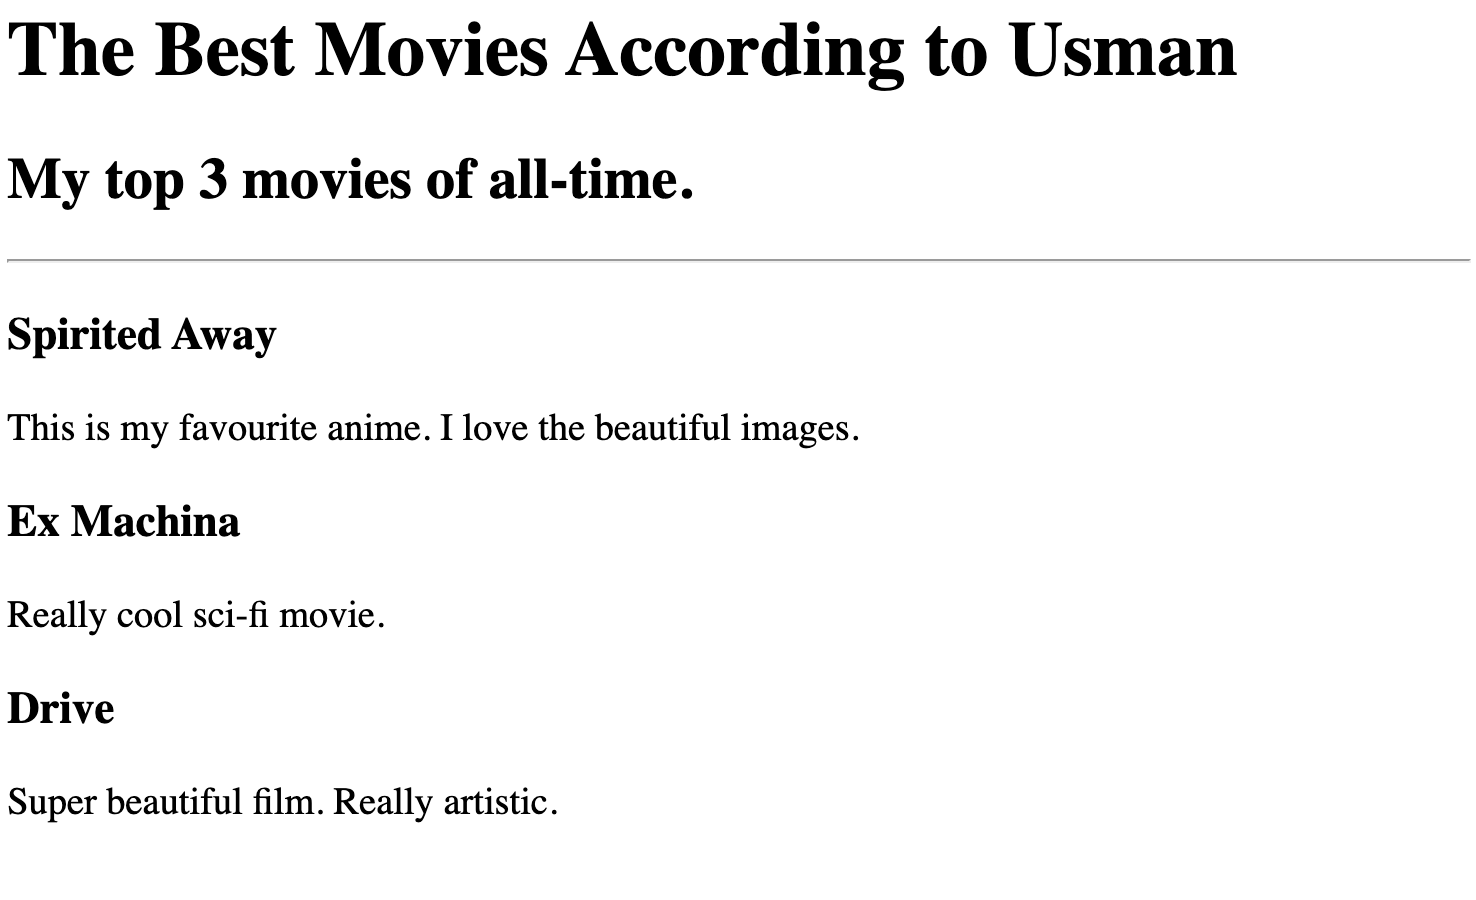 The Best Movies According to Usman
My top 3 movies of all-time.
Spirited Away
This is my favourite anime. I love the beautiful images.
Ex Machina
Really cool sci-fi movie.
Drive
Super beautiful film. Really artistic.